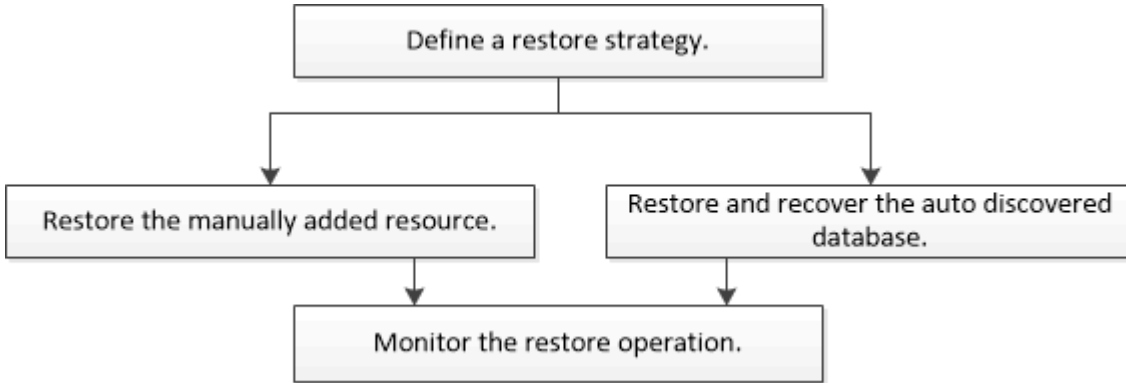 Define a restore strategy.
Restore the manually added resource.
Restore and recover the auto discovered
database.
Monitor the restore operation.